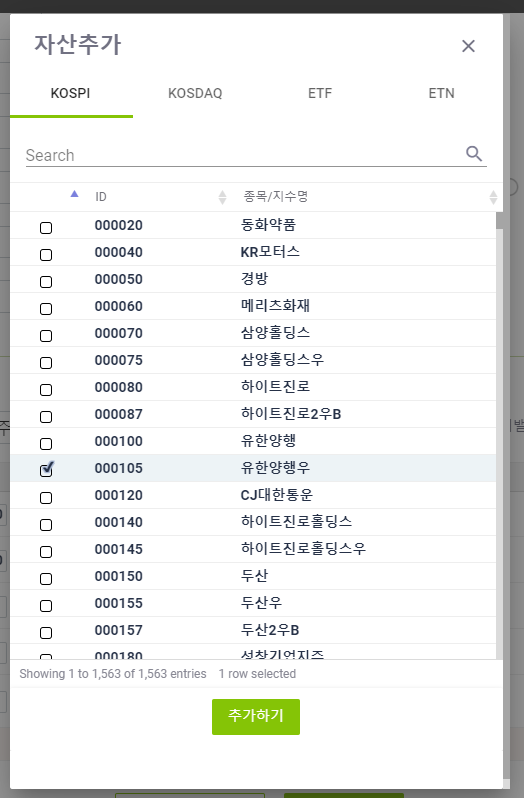 자산추가
KOSPI KOSDAQ ETF ETN
Search
ID 종목/지수명
000020 동화약품
000040 KR모터스
000050 경방
000060 메리츠화재
000070 삼양홀딩스
000075 삼양홀딩스우
000080 하이트진로
000087 하이트진로2우B
000100 유한양행
000105 유한양행우
000120 CJ대한통운
000140 하이트진로홀딩스
000145 하이트진로홀딩스우
000150 두산
000155 두산우
000157 두산2우B
000180 성창기업지주
Showing 1 to 1,563 of 1,563 entries 1 row selected
추가하기